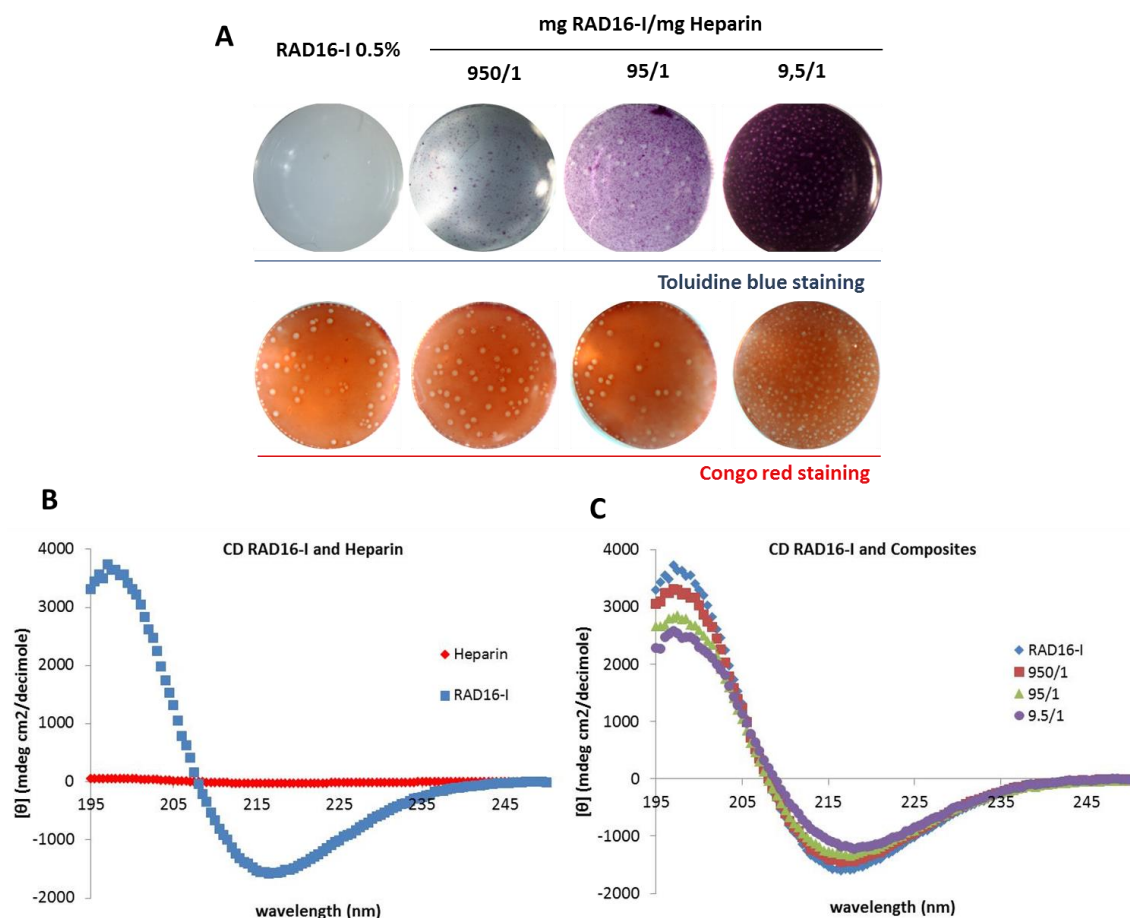 A
RAD16-I 0.5%
mg RAD16-I/mg Heparin
950/1
95/1
9,5/1
Toluidine blue staining
Congo red staining
B
CD RAD16-I and Heparin
[θ] (mdeg cm2/decimole)
4000
3000
2000
1000
0
-1000
-2000
195
205
215
225
235
245
wavelength (nm)
Heparin
RAD16-I
C
CD RAD16-I and Composites
[θ] (mdeg cm2/decimole)
4000
3000
2000
1000
0
-1000
-2000
195
205
215
225
235
245
wavelength (nm)
RAD16-I
950/1
95/1
9.5/1